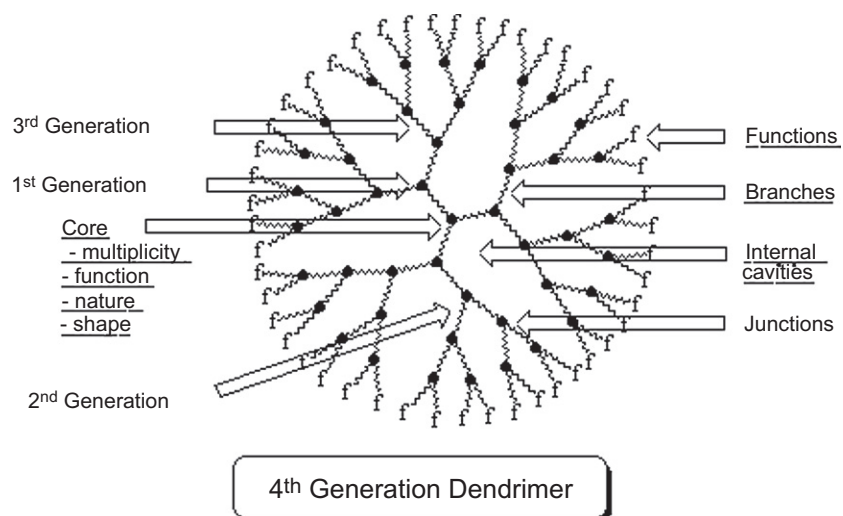 3rd Generation
1st Generation
Core
- multiplicity
- function
- nature
- shape
2nd Generation
Functions
Branches
Internal
cavities
Junctions
f f f f f f f f f f f f f f f f f f f f f f f f f f f f f f f f f f f f f f f f f f f f f f f f
4th Generation Dendrimer